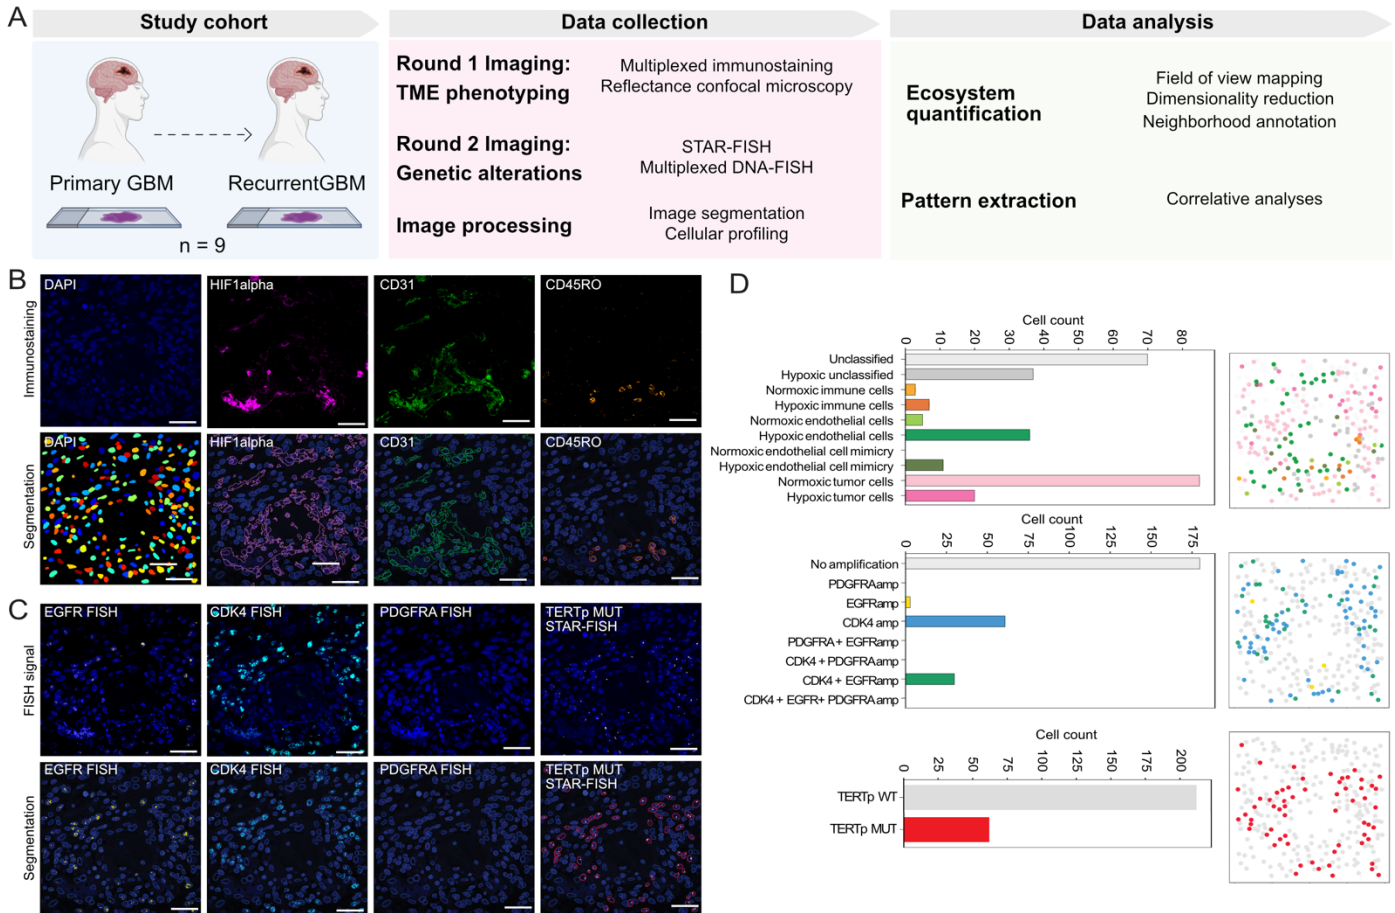 A
Study cohort
Data collection
Data analysis
Primary GBM
RecurrentGBM
n = 9
Round 1 Imaging:
TME phenotyping
Multiplexed immunostaining
Reflectance confocal microscopy
Round 2 Imaging:
Genetic alterations
STAR-FISH
Multiplexed DNA-FISH
Image processing
Image segmentation
Cellular profiling
Ecosystem
quantification
Field of view mapping
Dimensionality reduction
Neighborhood annotation
Pattern extraction
Correlative analyses
B
Immunostaining
DAPI
HIF1alpha
CD31
CD45RO
Segmentation
DAPI
HIF1alpha
CD31
CD45RO
C
FISH signal
EGFR FISH
CDK4 FISH
PDGFRA FISH
TERTp MUT
STAR-FISH
Segmentation
EGFR FISH
CDK4 FISH
PDGFRA FISH
TERTp MUT
STAR-FISH
D
Cell count
0 10 20 30 40 50 60 70 80
Unclassified
Hypoxic unclassified
Normoxic immune cells
Hypoxic immune cells
Normoxic endothelial cells
Hypoxic endothelial cells
Normoxic endothelial cell mimicry
Hypoxic endothelial cell mimicry
Normoxic tumor cells
Hypoxic tumor cells
Cell count
0 25 50 75 100 125 150 175
No amplification
PDGFRA amp
EGFR amp
CDK4 amp
PDGFRA + EGFR amp
CDK4 + PDGFRA amp
CDK4 + EGFR amp
CDK4 + EGFR + PDGFRA amp
Cell count
0 25 50 75 100 125 150 175 200
TERTp WT
TERTp MUT